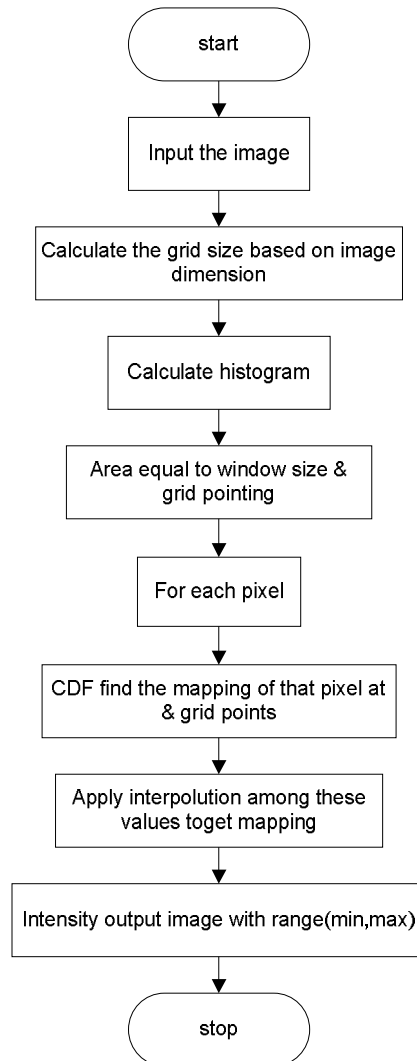 start
Input the image
Calculate the grid size based on image
dimension
Calculate histogram
Area equal to window size &
grid pointing
For each pixel
CDF find the mapping of that pixel at
& grid points
Apply interpolution among these
values toget mapping
Intensity output image with range(min,max)
stop